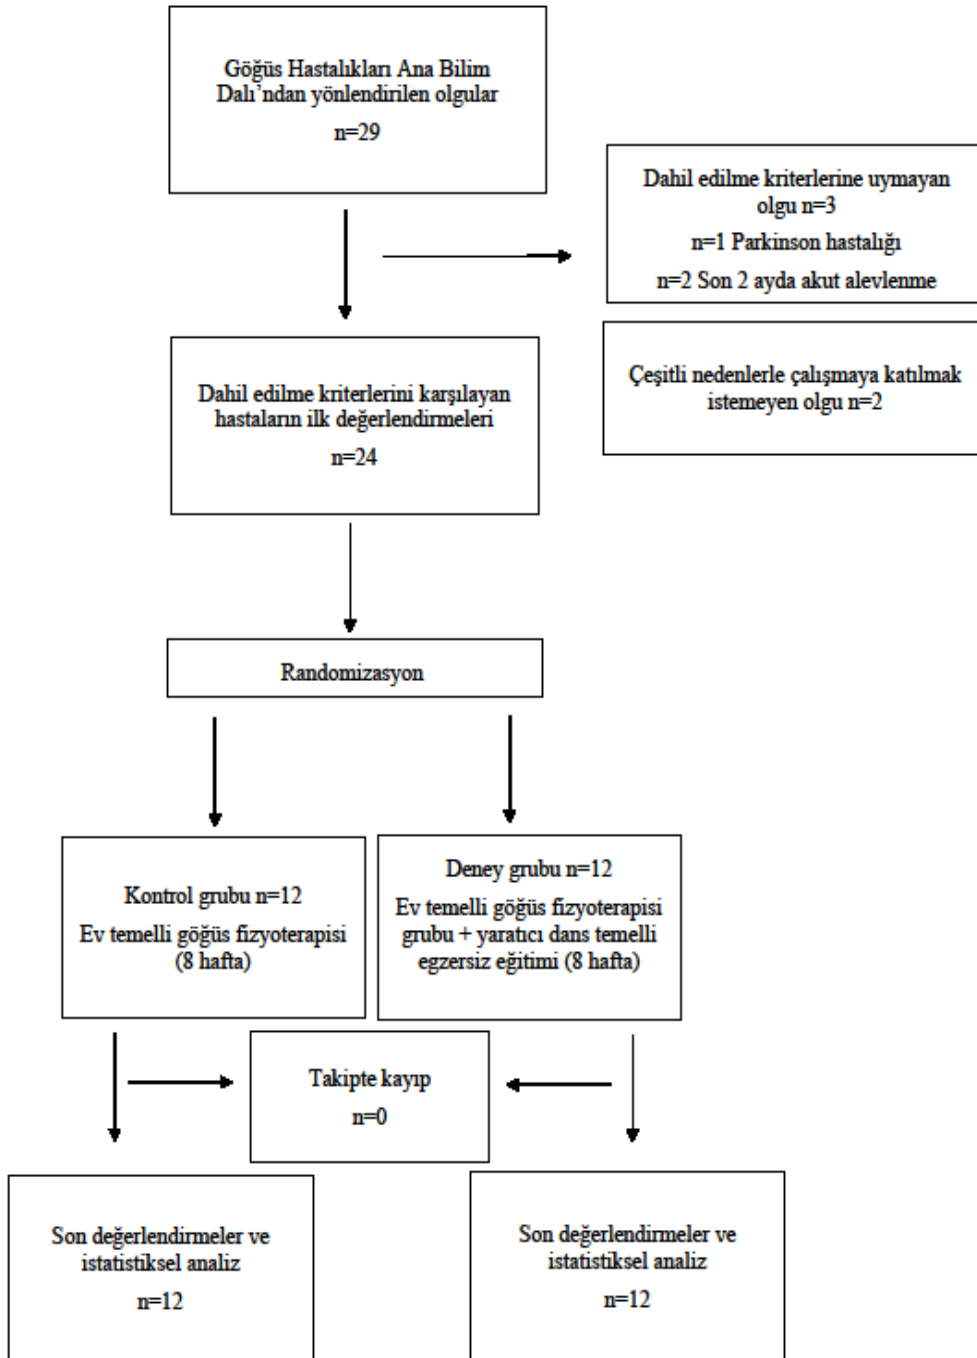 Göğüs Hastalıkları Ana Bilim
Dalı’ndan yönlendirilen olgular
n=29
Dahil edilme kriterlerine uymayan
olgu n=3
n=1 Parkinson hastalığı
n=2 Son 2 ayda akut alevlenme
Çeşitli nedenlerle çalışmaya katılmak
istemeyen olgu n=2
Dahil edilme kriterlerini karşılayan
hastaların ilk değerlendirmeleri
n=24
Randomizasyon
Kontrol grubu n=12
Ev temelli göğüs fizyoterapisi
(8 hafta)
Deney grubu n=12
Ev temelli göğüs fizyoterapisi
grubu + yaratıcı dans temelli
egzersiz eğitimi (8 hafta)
Takipte kayıp
n=0
Son değerlendirmeler ve
istatistiksel analiz
n=12
Son değerlendirmeler ve
istatistiksel analiz
n=12